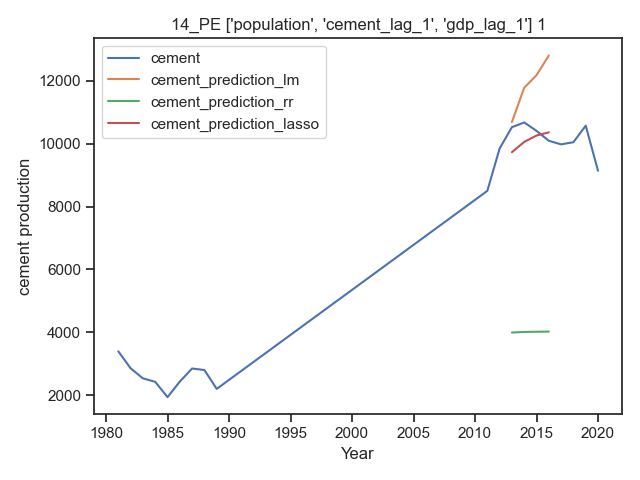 14_PE ['population', 'cement_lag_1', 'gdp_lag_1'] 1
cement
cement_prediction_lm
cement_prediction_rr
cement_prediction_lasso
cement production
12000
10000
8000
6000
4000
2000
1980 1985 1990 1995 2000 2005 2010 2015 2020
Year